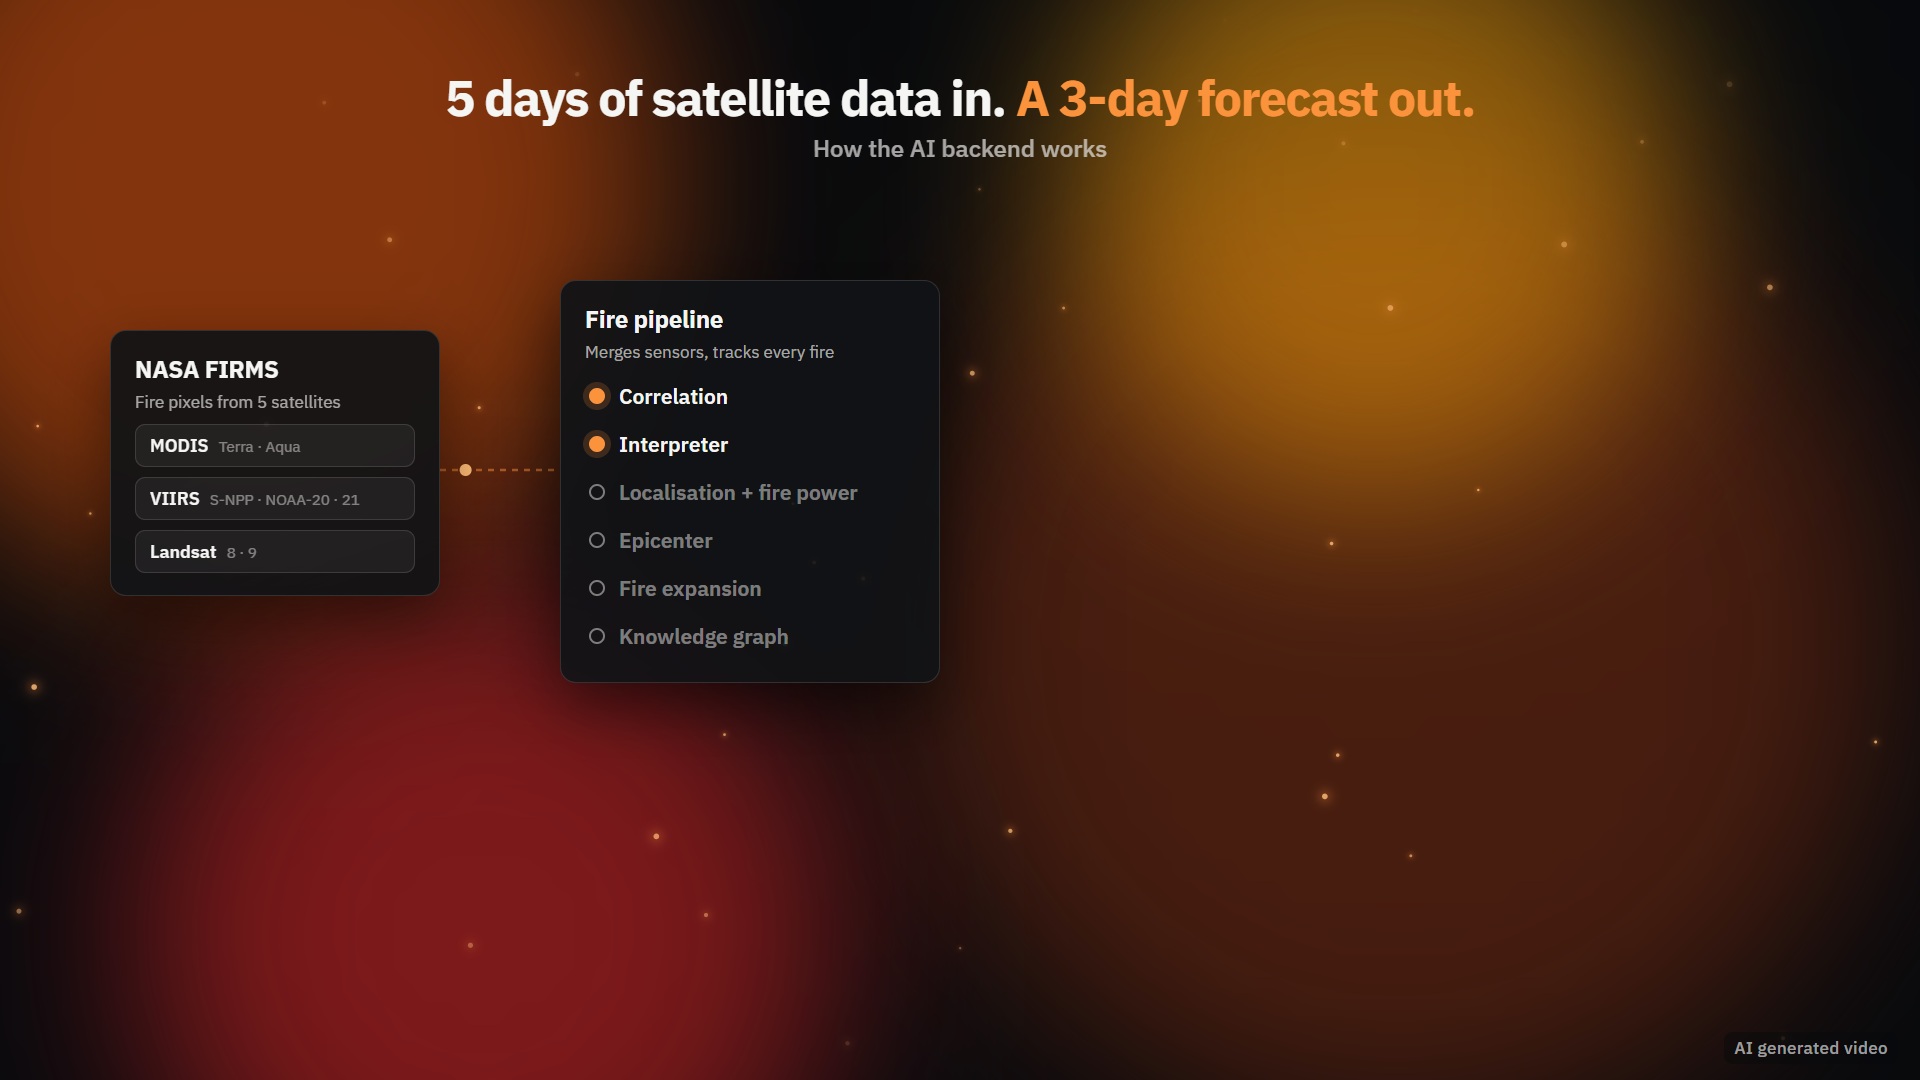 5 days of satellite data in. A 3-day forecast out.
How the AI backend works
NASA FIRMS
Fire pixels from 5 satellites
MODIS Terra · Aqua
VIIRS S-NPP · NOAA-20 · 21
Landsat 8 · 9
Fire pipeline
Merges sensors, tracks every fire
Correlation
Interpreter
Localisation + fire power
Epicenter
Fire expansion
Knowledge graph
AI generated video